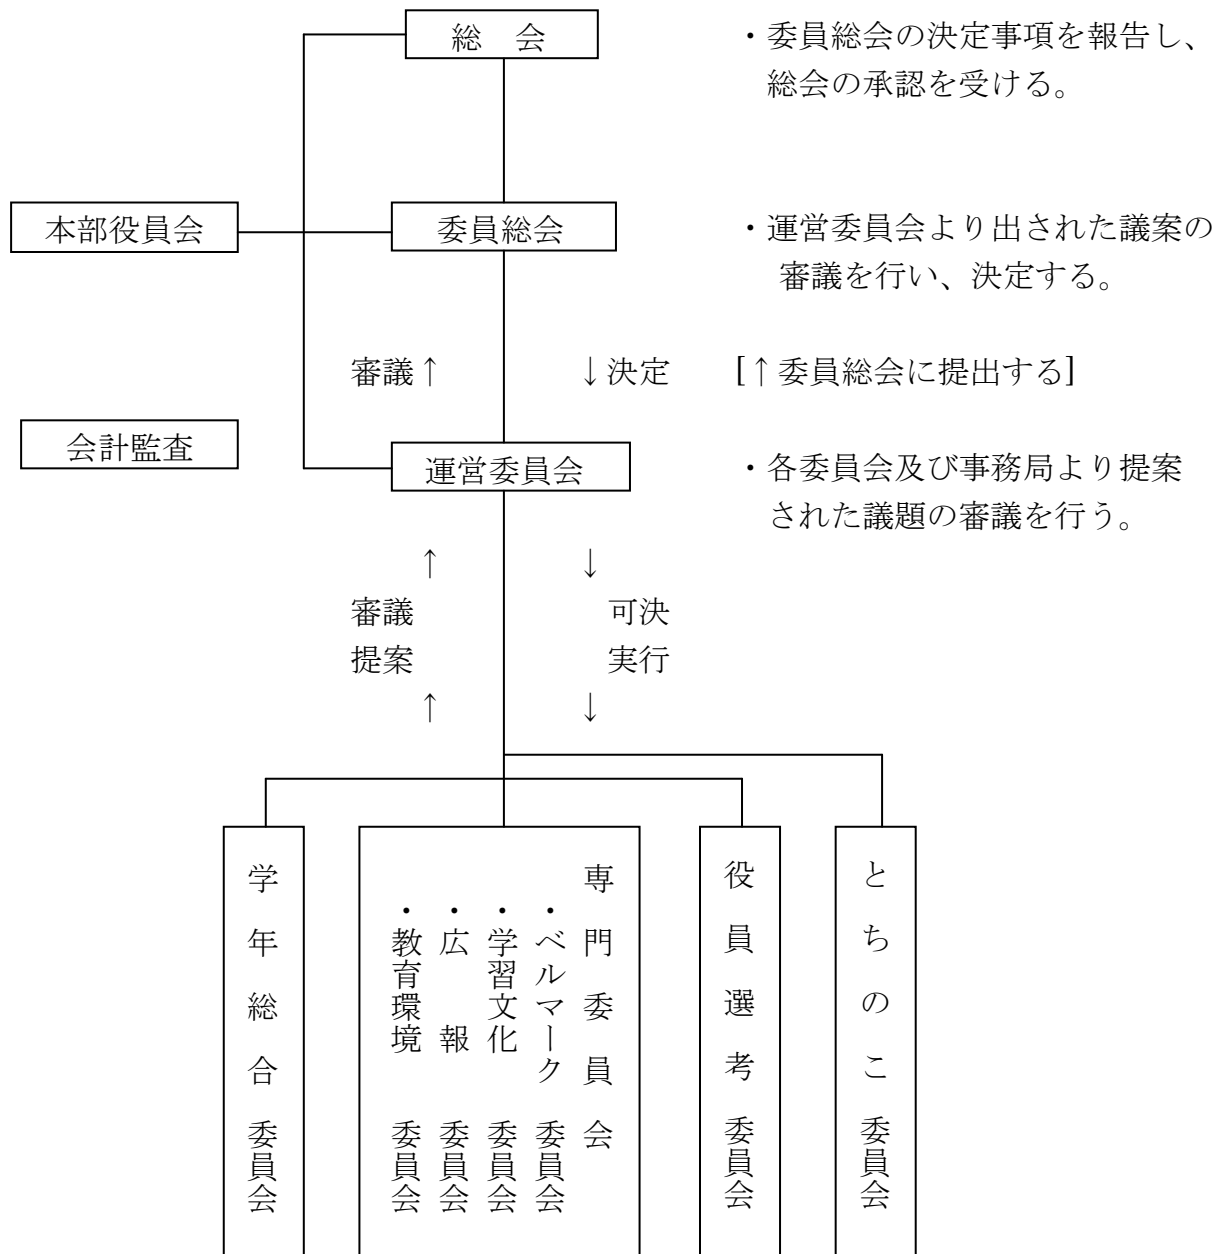 総　会
・委員総会の決定事項を報告し、
総会の承認を受ける。
本部役員会
委員総会
・運営委員会より出された議案の
審議を行い、決定する。
審議↑
↓決定
[↑委員総会に提出する]
会計監査
運営委員会
・各委員会及び事務局より提案
された議題の審議を行う。
↑
↓
審議
可決
提案
実行
↑
↓
学年総合委員会
専門委員会
・ベルマーク委員会
・学習文化委員会
・広　報委員会
・教育環境委員会
役員選考委員会
とちのこ委員会